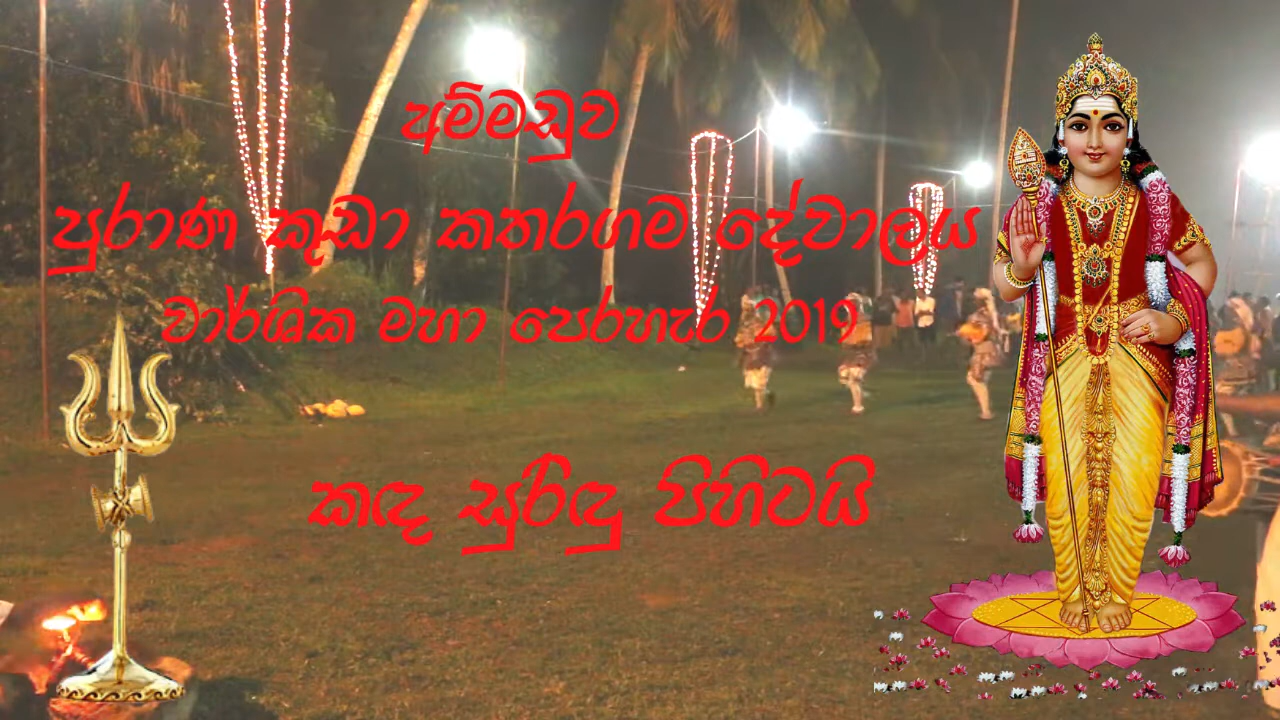 අම්මඩුව
පුරාණ කුඩා කතරගම දේවාලය
වාර්ශික මහා පෙරහැර 2019
කඳ සුරිඳු පිහිටයි